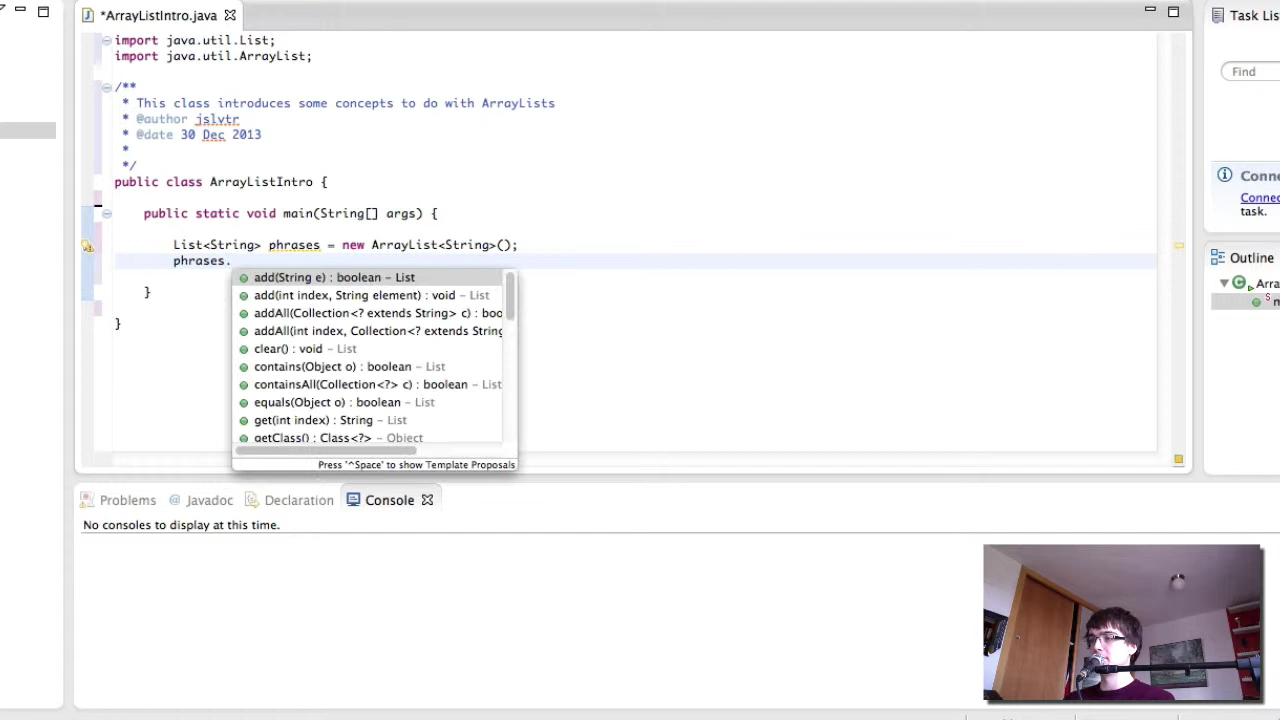 *ArrayListIntro.java
Task Lis
import java.util.List;
import java.util.ArrayList;
Find
/**
* This class introduces some concepts to do with ArrayLists
* @author jslvtr
* @date 30 Dec 2013
*
*/
public class ArrayListIntro {
public static void main(String[] args) {
List<String> phrases = new ArrayList<String>();
phrases.
}
}
add(String e) : boolean – List
add(int index, String element) : void – List
addAll(Collection<? extends String> c) : boo
addAll(int index, Collection<? extends String
clear() : void – List
contains(Object o) : boolean – List
containsAll(Collection<?> c) : boolean – List
equals(Object o) : boolean – List
get(int index) : String – List
getClass() : Class<?> – Object
Press '^Space' to show Template Proposals
Conne
Connec
task.
Outline
Array
Problems @ Javadoc Declaration Console
No consoles to display at this time.